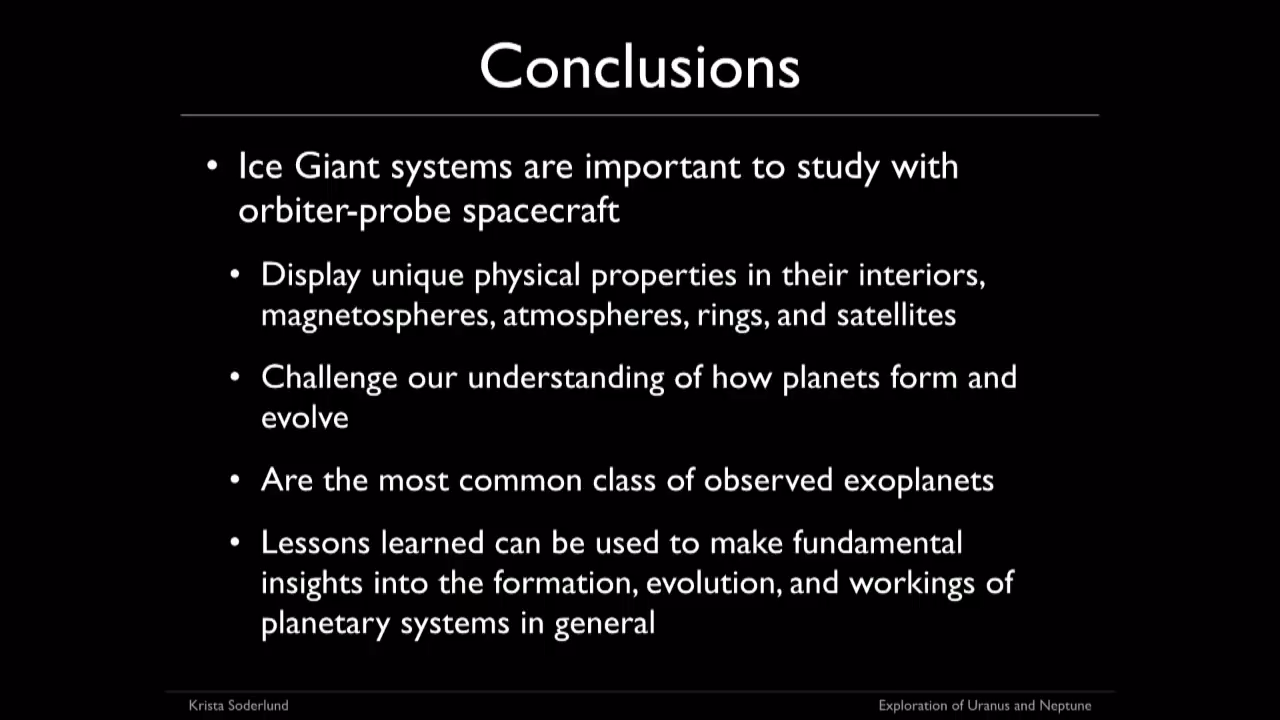 Conclusions
• Ice Giant systems are important to study with
orbiter-probe spacecraft
• Display unique physical properties in their interiors,
magnetospheres, atmospheres, rings, and satellites
• Challenge our understanding of how planets form and
evolve
• Are the most common class of observed exoplanets
• Lessons learned can be used to make fundamental
insights into the formation, evolution, and workings of
planetary systems in general
Krista Soderlund
Exploration of Uranus and Neptune